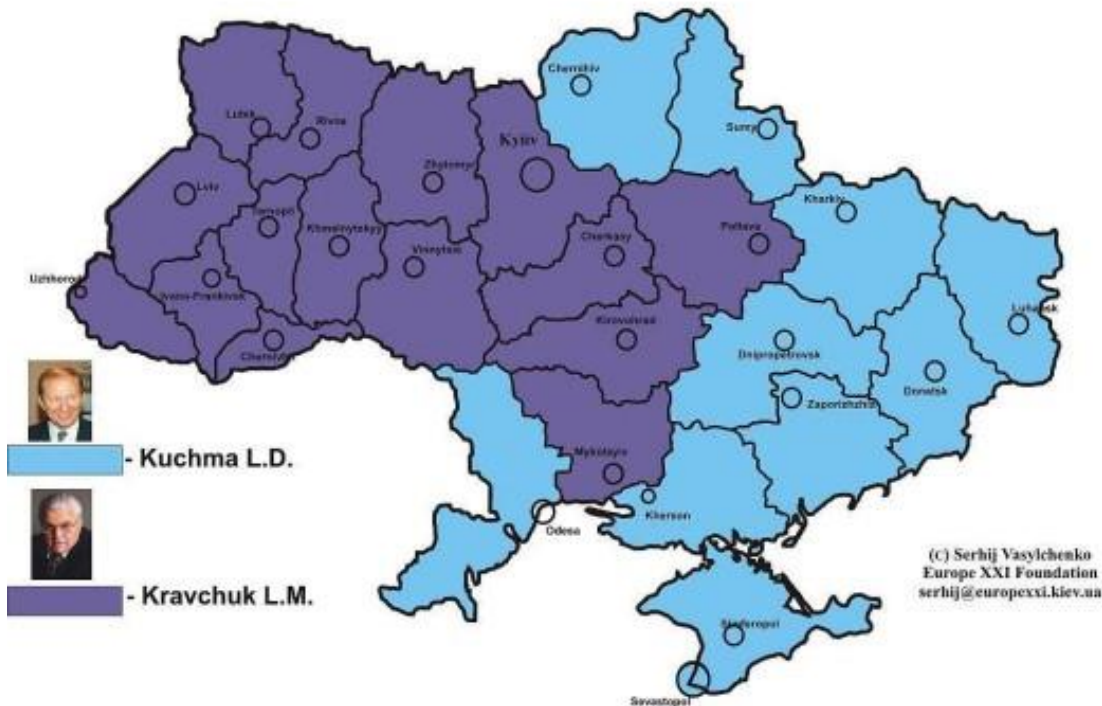 Chernihiv
Sumy
Lutsk
Rivne
Kyiv
Zhytomyr
Lviv
Ternopil
Khmelnytskyy
Vinnytsia
Cherkasy
Poltava
Kharkiv
Uzhhorod
Ivano-Frankivsk
Chernivtsi
Kirovohrad
Luhansk
Dnipropetrovsk
Donetsk
Zaporizhzhia
- Kuchma L.D.
Mykolayiv
Kherson
Odesa
- Kravchuk L.M.
(C) Serhij Vasylchenko
Europe XXI Foundation
serhij@europexxi.kiev.ua
Simferopol
Sevastopol